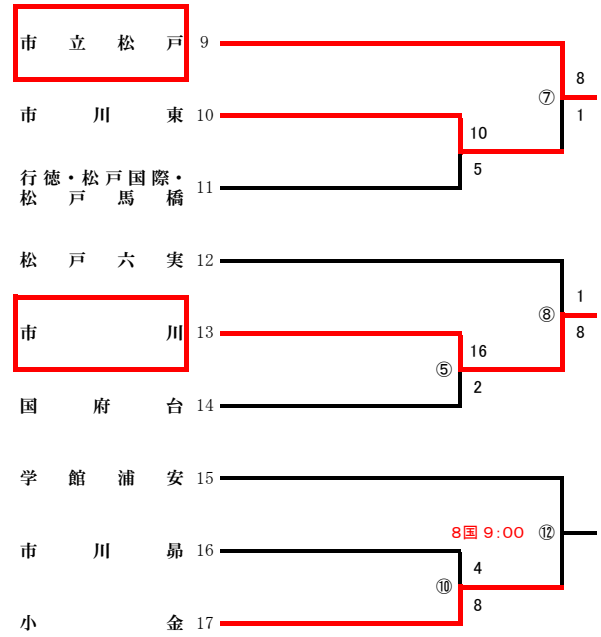 市立松戸 9
8
⑦
市川東 10
1
10
5
行徳・松戸国際・
松戸馬橋 11
松戸六実 12
1
⑧
市川 13
8
16
⑤
2
国府台 14
学館浦安 15
8国 9:00 ⑫
市川昴 16
4
⑩
8
小金 17